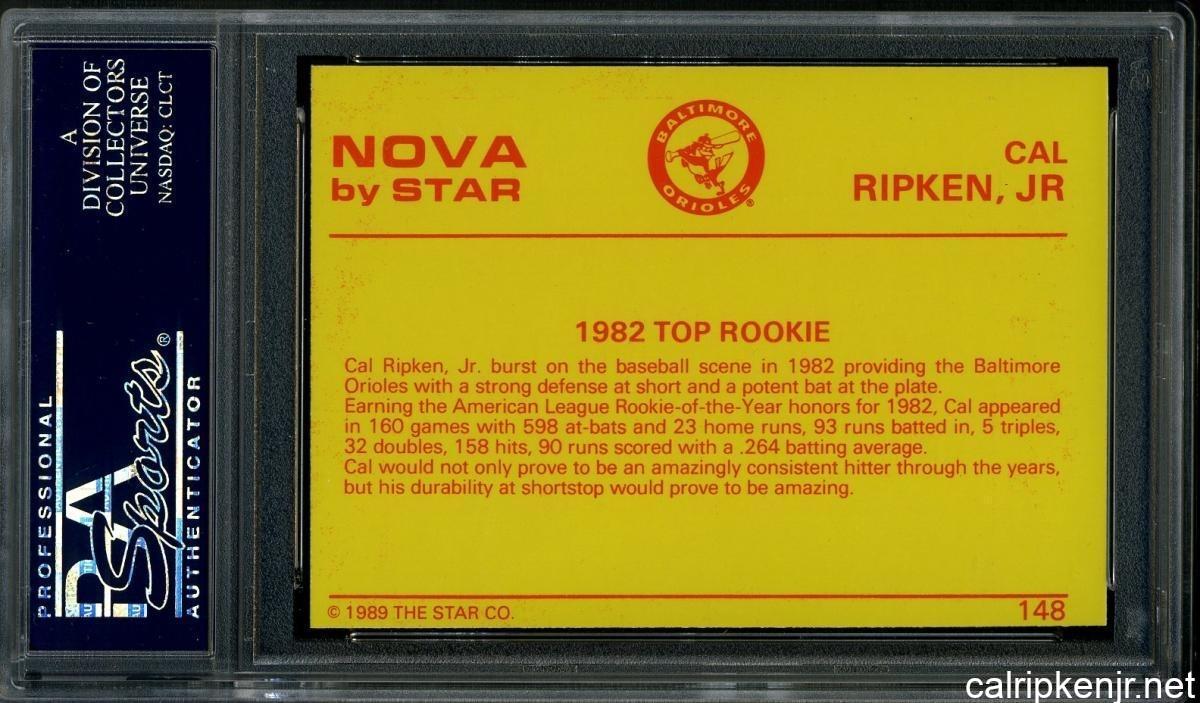 A
DIVISION OF
COLLECTORS
UNIVERSE
NASDAQ: CLCT
PROFESSIONAL
PSA
Sports®
AUTHENTICATOR
NOVA
by STAR
BALTIMORE
ORIOLES®
CAL
RIPKEN, JR
1982 TOP ROOKIE
Cal Ripken, Jr. burst on the baseball scene in 1982 providing the Baltimore
Orioles with a strong defense at short and a potent bat at the plate.
Earning the American League Rookie-of-the-Year honors for 1982, Cal appeared
in 160 games with 598 at-bats and 23 home runs, 93 runs batted in, 5 triples,
32 doubles, 158 hits, 90 runs scored with a .264 batting average.
Cal would not only prove to be an amazingly consistent hitter through the years,
but his durability at shortstop would prove to be amazing.
© 1989 THE STAR CO.
148
calripkenjr.net